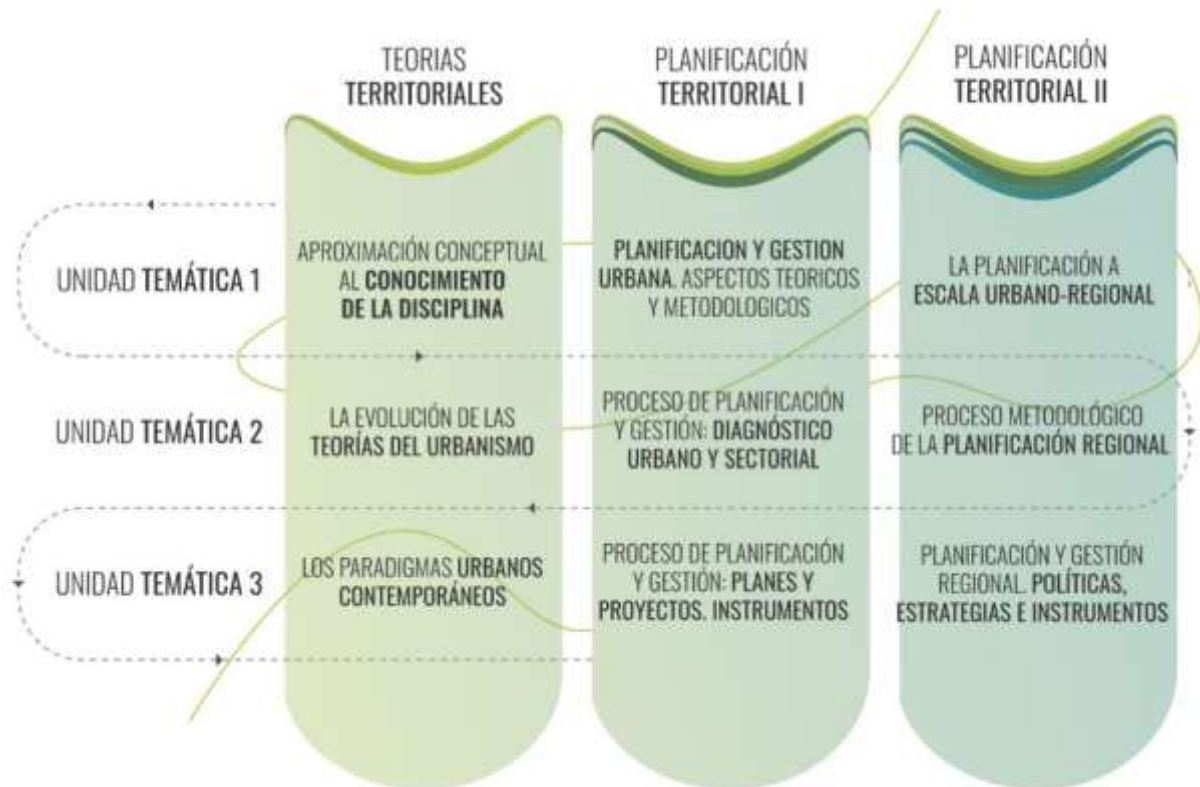 TEORIAS
TERRITORIALES
PLANIFICACIÓN
TERRITORIAL I
PLANIFICACIÓN
TERRITORIAL II
UNIDAD TEMÁTICA 1
APROXIMACIÓN CONCEPTUAL
AL CONOCIMIENTO
DE LA DISCIPLINA
PLANIFICACION Y GESTION
URBANA. ASPECTOS TEORICOS
Y METODOLOGICOS
LA PLANIFICACIÓN A
ESCALA URBANO-REGIONAL
UNIDAD TEMÁTICA 2
LA EVOLUCIÓN DE LAS
TEORÍAS DEL URBANISMO
PROCESO DE PLANIFICACIÓN
Y GESTIÓN: DIAGNÓSTICO
URBANO Y SECTORIAL
PROCESO METODOLÓGICO
DE LA PLANIFICACIÓN REGIONAL
UNIDAD TEMÁTICA 3
LOS PARADIGMAS URBANOS
CONTEMPORÁNEOS
PROCESO DE PLANIFICACIÓN
Y GESTIÓN: PLANES Y
PROYECTOS. INSTRUMENTOS
PLANIFICACIÓN Y GESTIÓN
REGIONAL. POLÍTICAS,
ESTRATEGIAS E INSTRUMENTOS